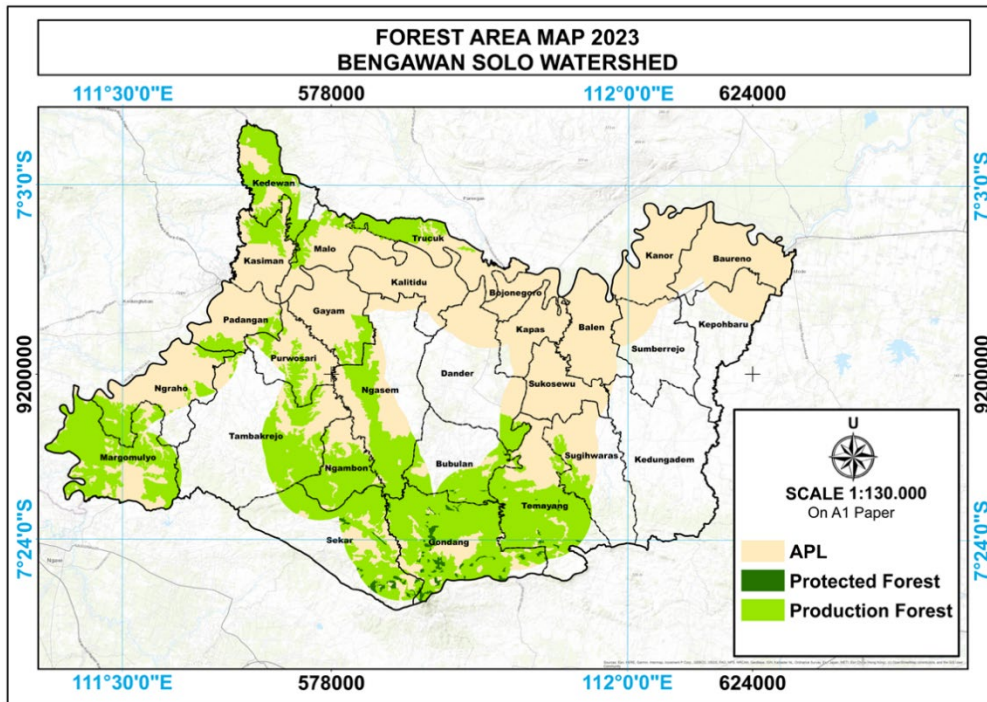 FOREST AREA MAP 2023
BENGAWAN SOLO WATERSHED
111°30'0"E 578000 112°0'0"E 624000
7°3'0"S 7°3'0"S
Kedewan
Malo Trucuk
Kanor
Kasiman Baureno
Kalitidu
Bojonegoro
Gayam
Padangan Kapas Balen Kepohbaru
Sumberrejo
Purwosari
9200000 Dander 9200000
Ngraho Ngasem Sukosewu
Tambakrejo Sugihwaras
Margomulyo Kedungadem
Ngambon Bubulan
Temayang
Sekar Gondang
7°24'0"S 7°24'0"S
U
SCALE 1:130.000
On A1 Paper
APL
Protected Forest
Production Forest
111°30'0"E 578000 112°0'0"E 624000